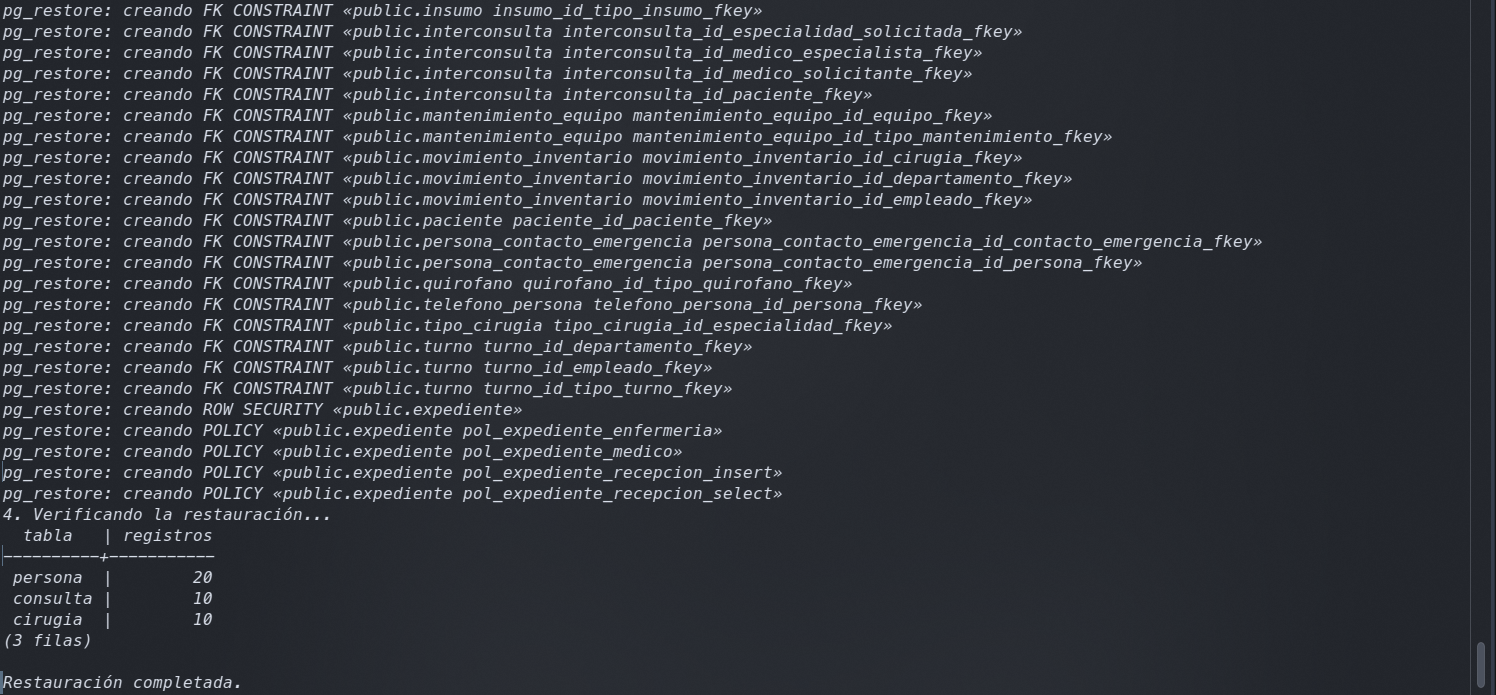 pg_restore: creando FK CONSTRAINT «public.insumo insumo_id_tipo_insumo_fkey»
pg_restore: creando FK CONSTRAINT «public.interconsulta interconsulta_id_especialidad_solicitada_fkey»
pg_restore: creando FK CONSTRAINT «public.interconsulta interconsulta_id_medico_especialista_fkey»
pg_restore: creando FK CONSTRAINT «public.interconsulta interconsulta_id_medico_solicitante_fkey»
pg_restore: creando FK CONSTRAINT «public.interconsulta interconsulta_id_paciente_fkey»
pg_restore: creando FK CONSTRAINT «public.mantenimiento_equipo mantenimiento_equipo_id_equipo_fkey»
pg_restore: creando FK CONSTRAINT «public.mantenimiento_equipo mantenimiento_equipo_id_tipo_mantenimiento_fkey»
pg_restore: creando FK CONSTRAINT «public.movimiento_inventario movimiento_inventario_id_cirugia_fkey»
pg_restore: creando FK CONSTRAINT «public.movimiento_inventario movimiento_inventario_id_departamento_fkey»
pg_restore: creando FK CONSTRAINT «public.movimiento_inventario movimiento_inventario_id_empleado_fkey»
pg_restore: creando FK CONSTRAINT «public.paciente paciente_id_paciente_fkey»
pg_restore: creando FK CONSTRAINT «public.persona_contacto_emergencia persona_contacto_emergencia_id_contacto_emergencia_fkey»
pg_restore: creando FK CONSTRAINT «public.persona_contacto_emergencia persona_contacto_emergencia_id_persona_fkey»
pg_restore: creando FK CONSTRAINT «public.quirofano quirofano_id_tipo_quirofano_fkey»
pg_restore: creando FK CONSTRAINT «public.telefono_persona telefono_persona_id_persona_fkey»
pg_restore: creando FK CONSTRAINT «public.tipo_cirugia tipo_cirugia_id_especialidad_fkey»
pg_restore: creando FK CONSTRAINT «public.turno turno_id_departamento_fkey»
pg_restore: creando FK CONSTRAINT «public.turno turno_id_empleado_fkey»
pg_restore: creando FK CONSTRAINT «public.turno turno_id_tipo_turno_fkey»
pg_restore: creando ROW SECURITY «public.expediente»
pg_restore: creando POLICY «public.expediente pol_expediente_enfermeria»
pg_restore: creando POLICY «public.expediente pol_expediente_medico»
pg_restore: creando POLICY «public.expediente pol_expediente_recepcion_insert»
pg_restore: creando POLICY «public.expediente pol_expediente_recepcion_select»
4. Verificando la restauración...
  tabla   | registros
----------+-----------
 persona  |        20
 consulta |        10
 cirugia  |        10
(3 filas)

Restauración completada.